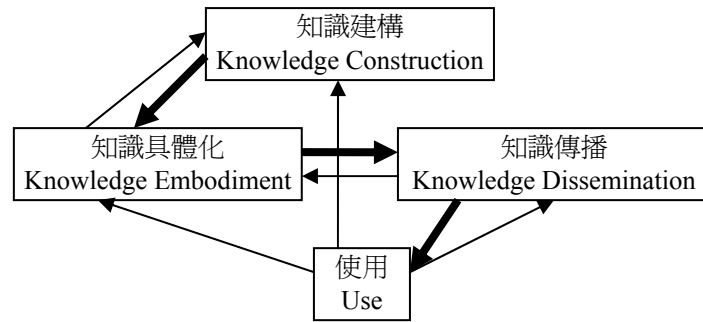 知識建構
Knowledge Construction
知識具體化
Knowledge Embodiment
知識傳播
Knowledge Dissemination
使用
Use